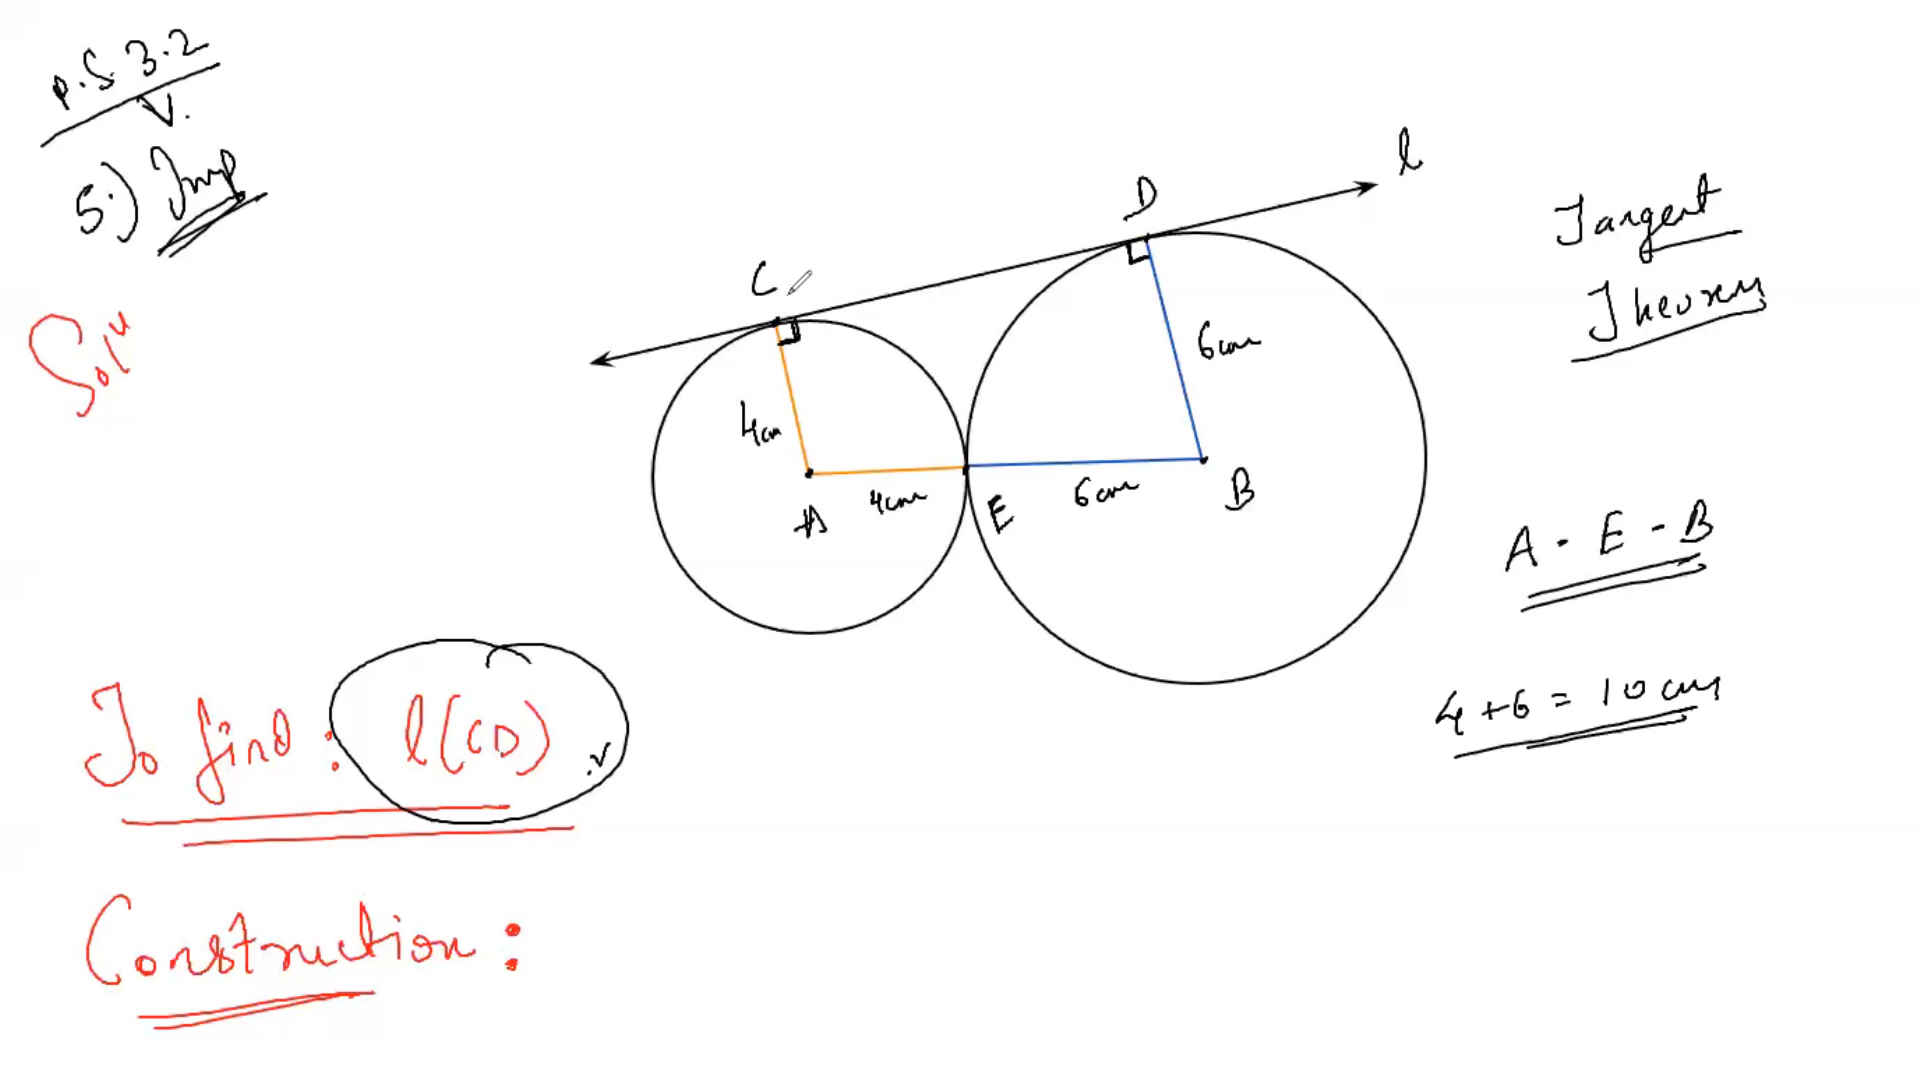 P.S. 3.2
5.) Imp
Sol^n
l
D
C
6cm
4cm
4cm
6cm
A
E
B
Tangent
Theorem
A - E - B
4+6 = 10 cm
To find : l(CD)
Construction :